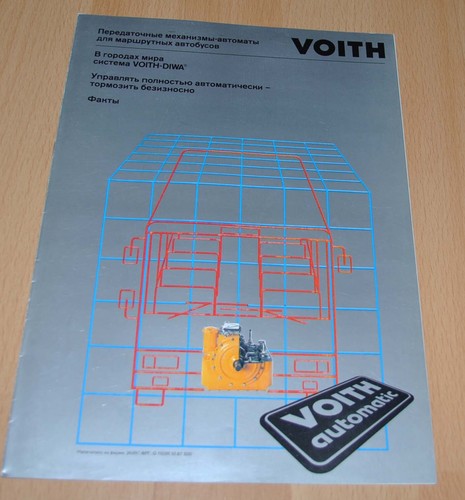 Передаточные механизмы-автоматы
для маршрутных автобусов
VOITH
В городах мира
система VOITH-DIWA®
Управлять полностью автоматически –
тормозить безизносно
Факты
VOITH
automatic